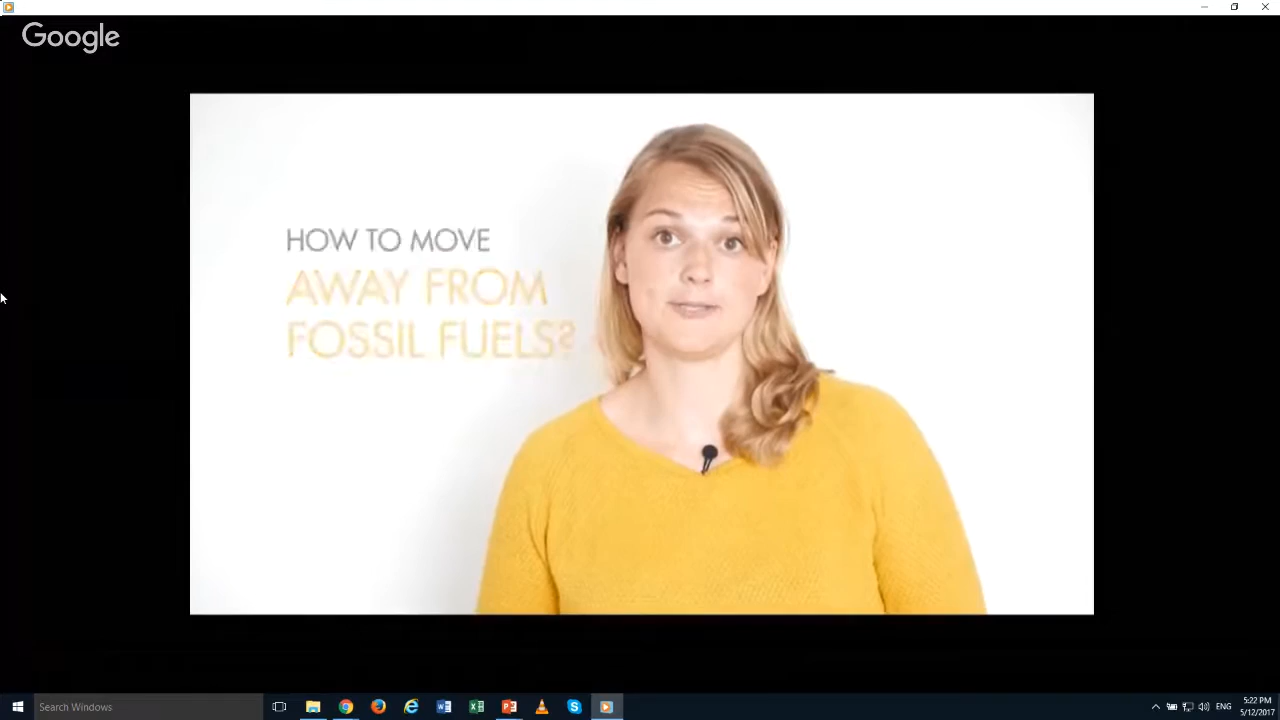 Google
HOW TO MOVE
AWAY FROM
FOSSIL FUELS?
Search Windows
ENG
5:22 PM
5/12/2017